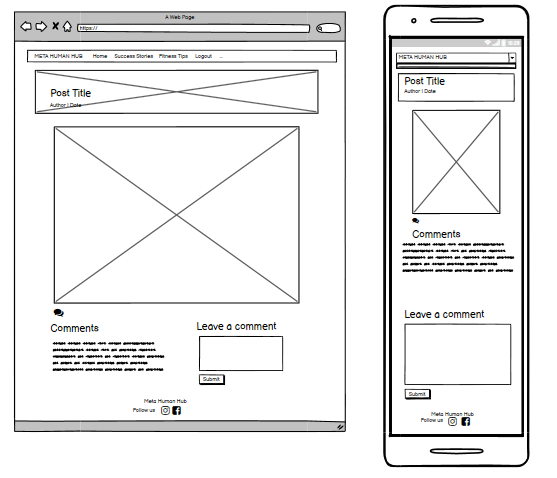 A Web Page
https://
META HUMAN HUB Home Success Stories Fitness Tips Logout ...
Post Title
Author | Date
Comments
Leave a comment
Submit
Meta Human Hub
Follow us
META HUMAN HUB
Post Title
Author | Date
Comments
Leave a comment
Submit
Meta Human Hub
Follow us